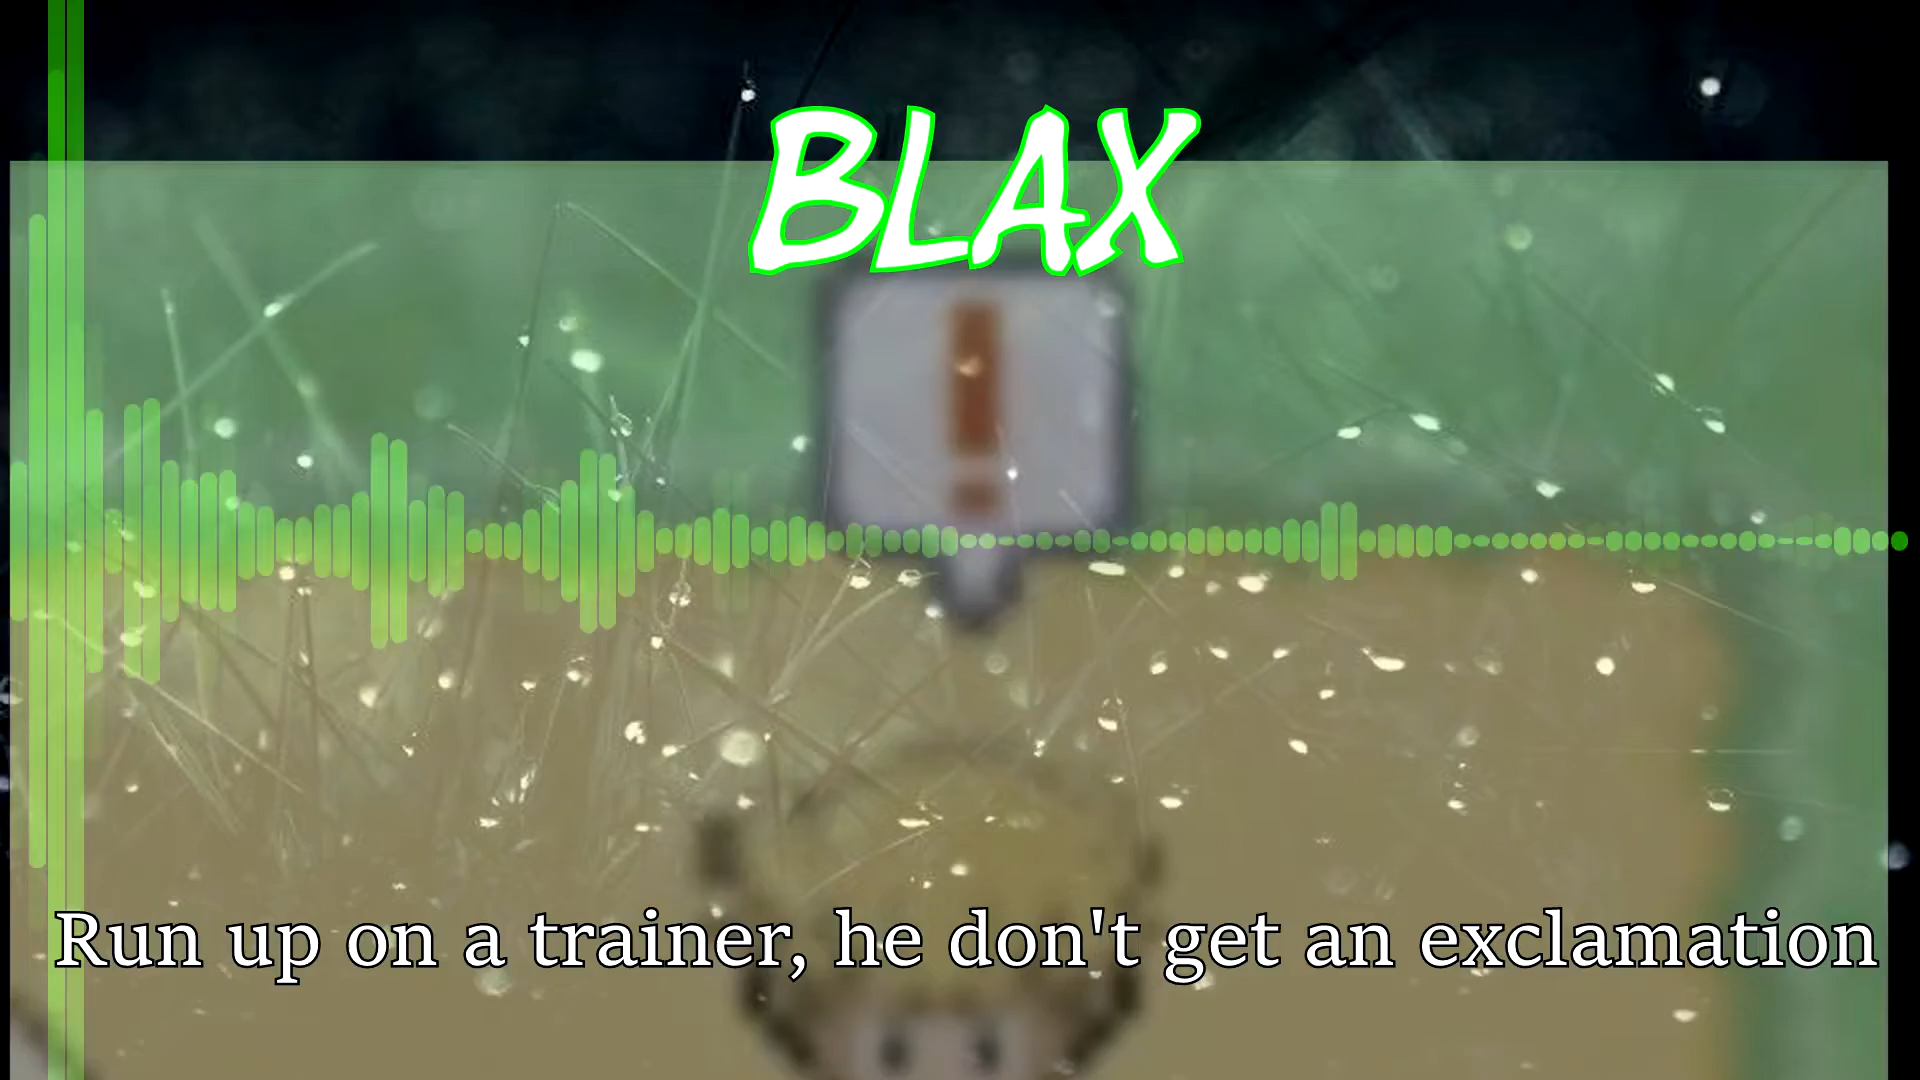 BLAX
!
Run up on a trainer, he don't get an exclamation